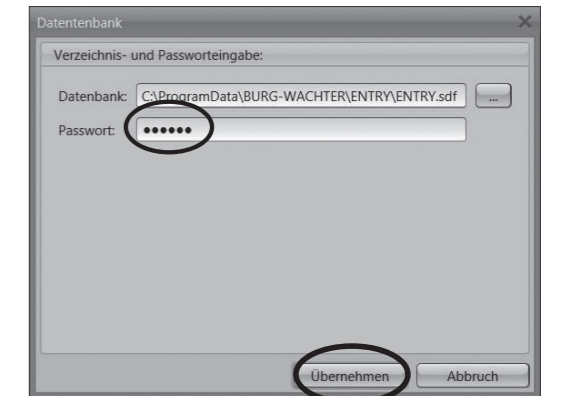 Datentenbank
Verzeichnis- und Passworteingabe:
Datenbank: C:\ProgramData\BURG-WACHTER\ENTRY\ENTRY.sdf ...
Passwort: ●●●●●●
Übernehmen Abbruch